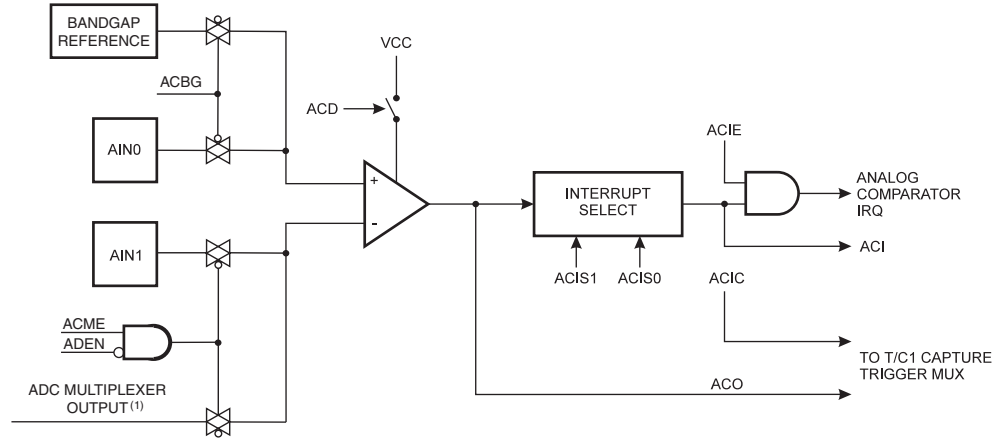 BANDGAP
REFERENCE
ACBG
AIN0
AIN1
ACME
ADEN
ADC MULTIPLEXER
OUTPUT (1)
VCC
ACD
+
-
INTERRUPT
SELECT
ACIS1
ACIS0
ACIE
ANALOG
COMPARATOR
IRQ
ACI
ACIC
TO T/C1 CAPTURE
TRIGGER MUX
ACO